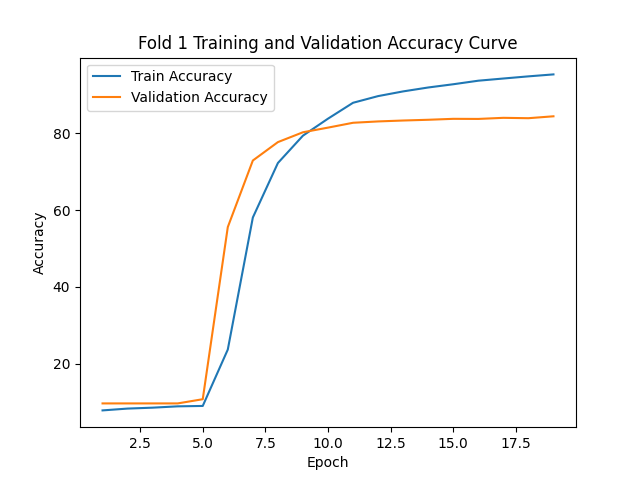 Fold 1 Training and Validation Accuracy Curve
Train Accuracy
Validation Accuracy
Accuracy
80
60
40
20
2.5 5.0 7.5 10.0 12.5 15.0 17.5
Epoch